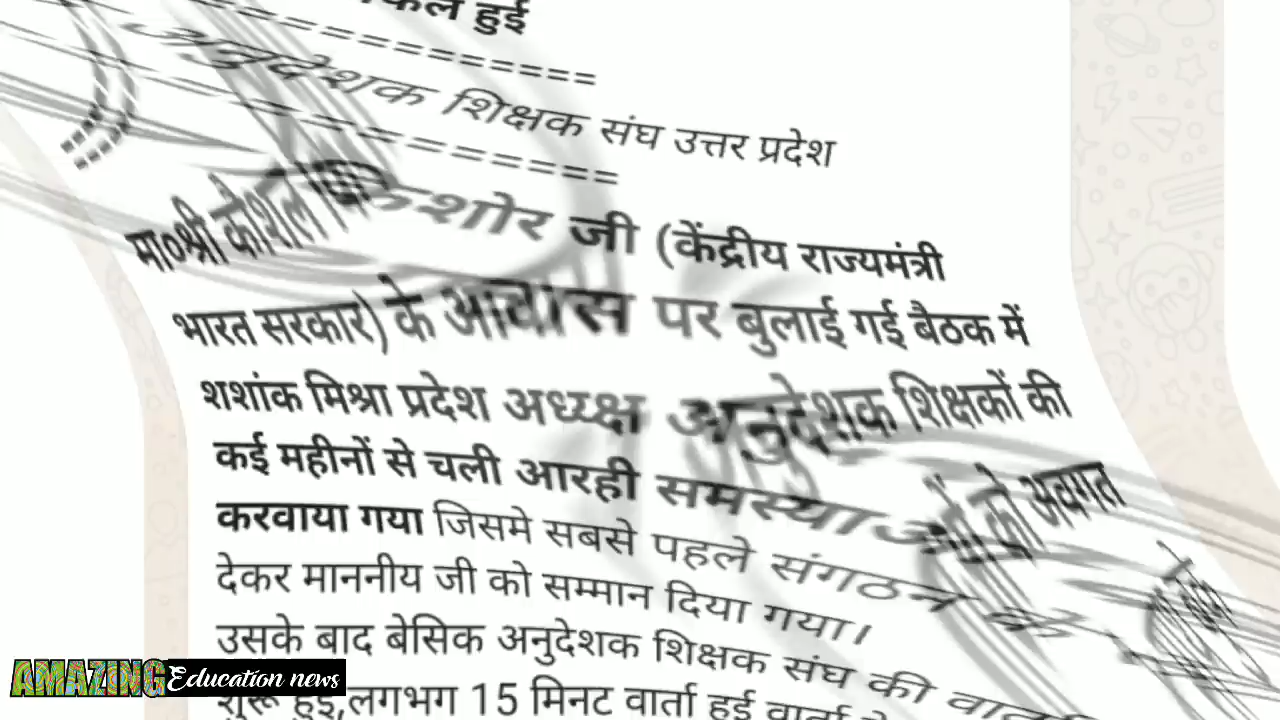 हुई
=============
अनुदेशक शिक्षक संघ उत्तर प्रदेश
=============
मा०श्री कौशल किशोर जी (केंद्रीय राज्यमंत्री
भारत सरकार) के आवास पर बुलाई गई बैठक में
शशांक मिश्रा प्रदेश अध्य्क्ष अनुदेशक शिक्षकों की
कई महीनों से चली आरही समस्याओं को अवगत
करवाया गया जिसमे सबसे पहले संगठन के
देकर माननीय जी को सम्मान दिया गया।
उसके बाद बेसिक अनुदेशक शिक्षक संघ की
शुरू हुई,लगभग 15 मिनट वार्ता हुई वार्ता
AMAZING Education news